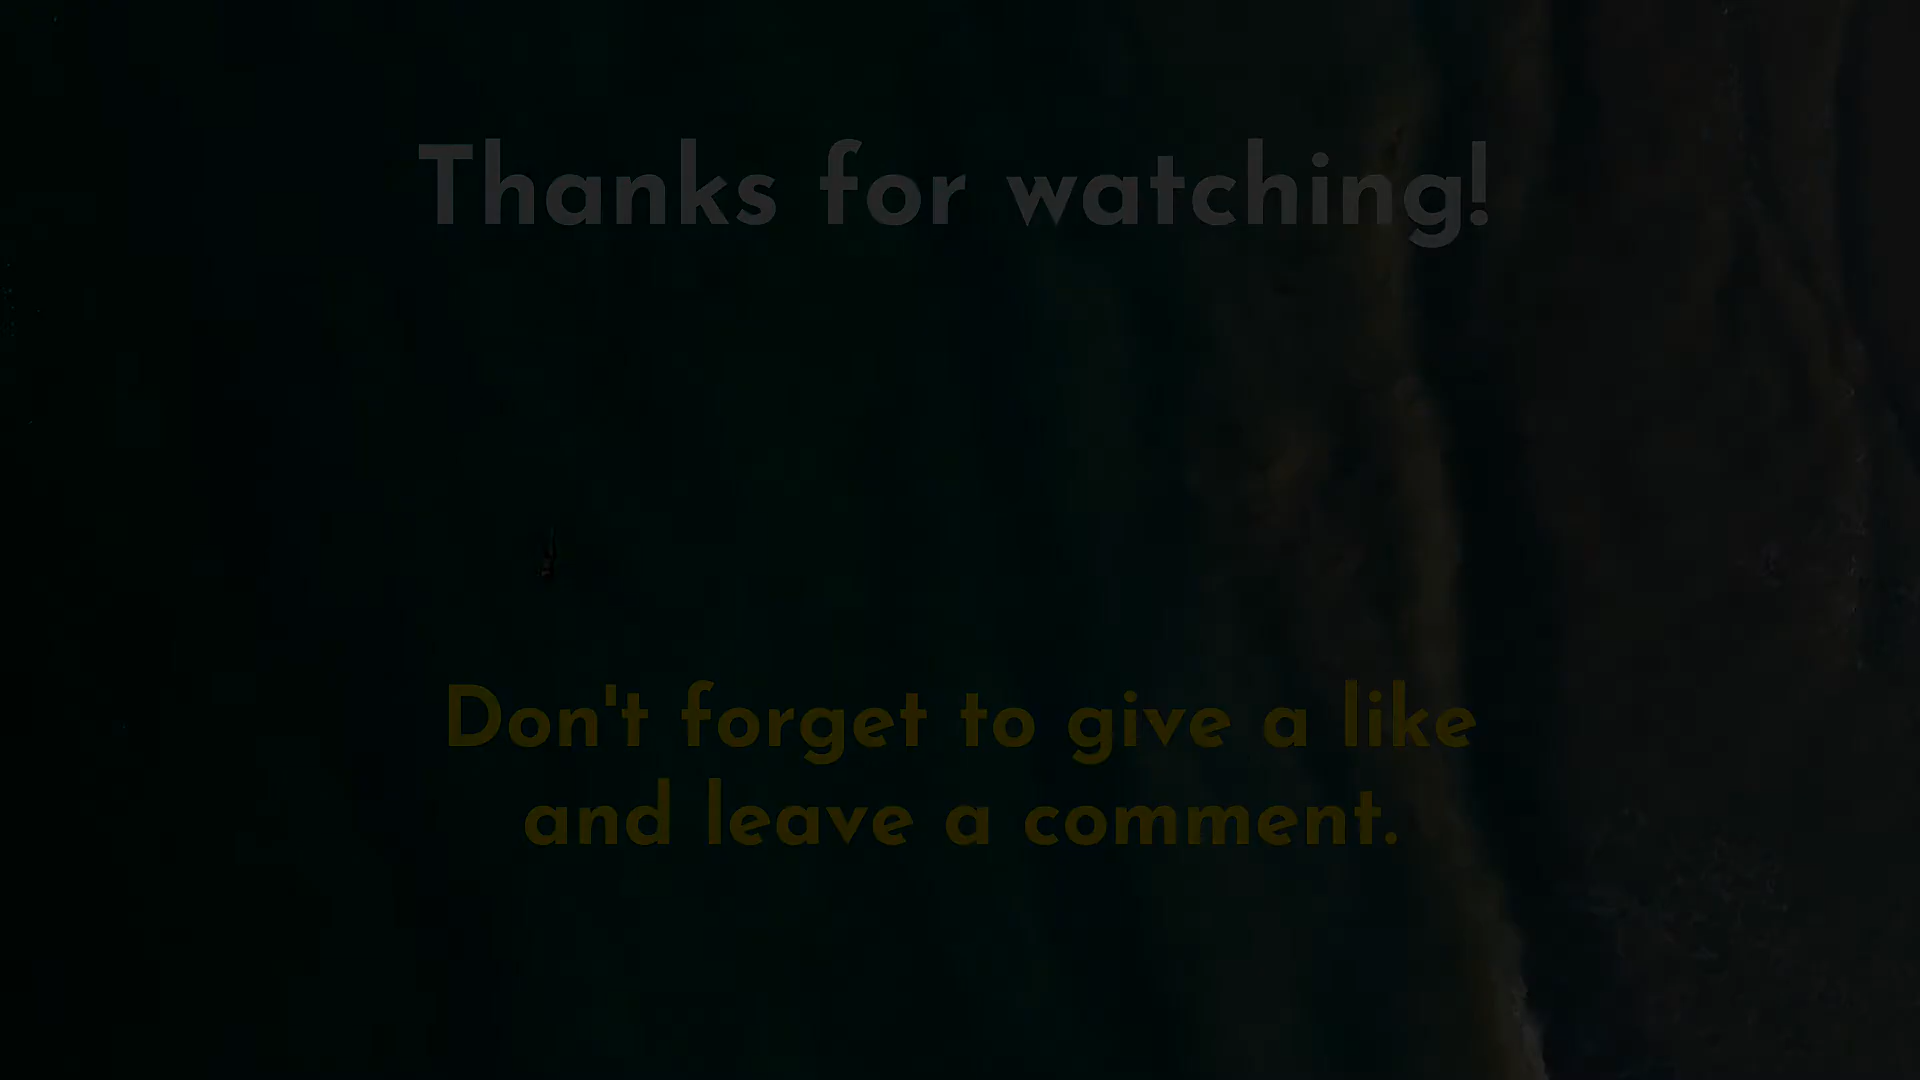 Thanks for watching!
Don't forget to give a like
and leave a comment.